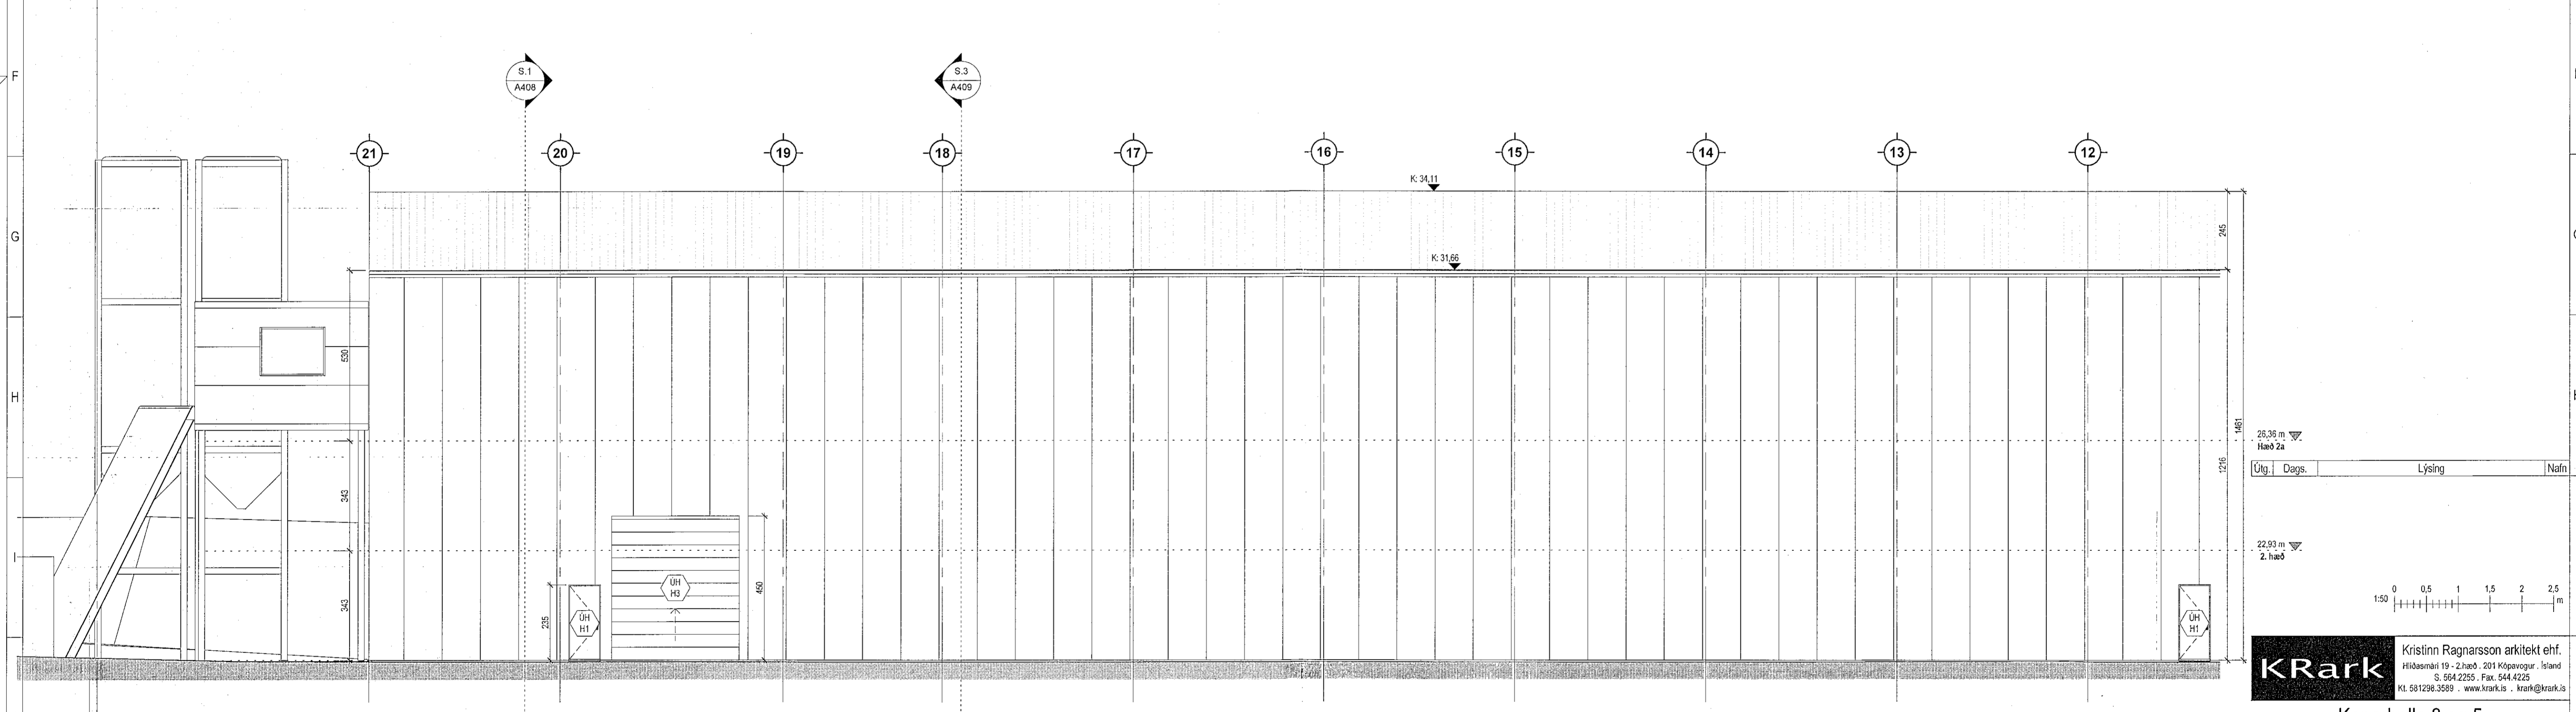 F
S.1
A408
S.3
A409
21
20
19
18
17
16
15
14
13
12
K: 34,11
G
245
K: 31,66
530
H
1461
26,36 m
Hæð 2a
1216
Útg. Dags. Lýsing Nafn
343
I
22,93 m
2. hæð
ÚH
H3
450
1:50 0 0,5 1 1,5 2 2,5 m
343
235
ÚH
H1
ÚH
H1
KRark
Kristinn Ragnarsson arkitekt ehf.
Hlíðasmári 19 - 2.hæð . 201 Kópavogur . Ísland
S. 564.2255 . Fax. 544.4225
Kt. 581298.3589 . www.krark.is . krark@krark.is